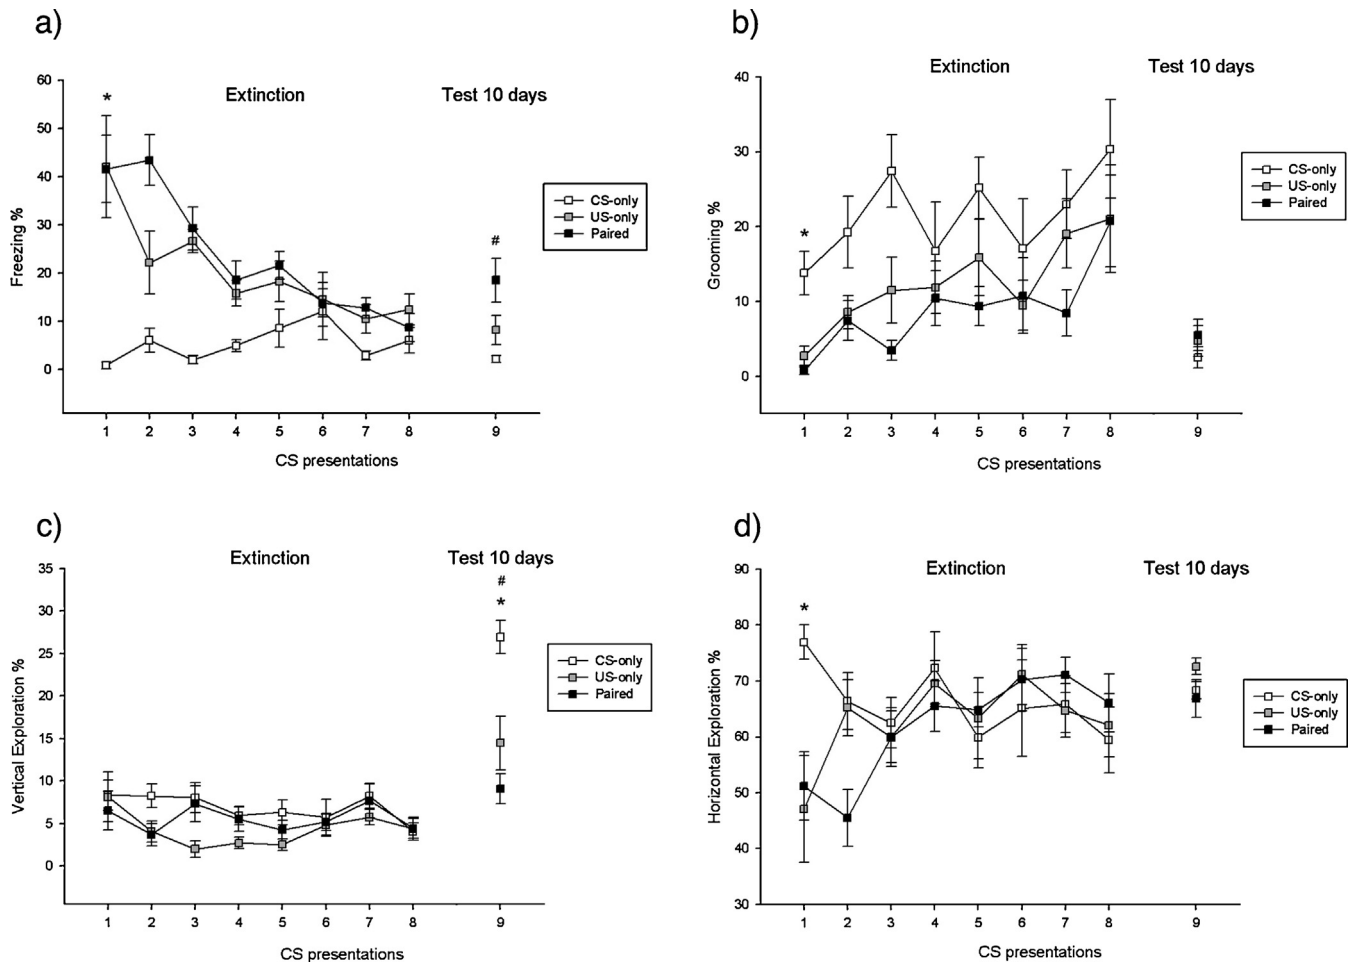 a)
Extinction
Test 10 days
*
#
60
50
40
30
20
10
0
Freezing %
CS-only
US-only
Paired
1 2 3 4 5 6 7 8 9
CS presentations
b)
Extinction
Test 10 days
*
40
30
20
10
0
Grooming %
CS-only
US-only
Paired
1 2 3 4 5 6 7 8 9
CS presentations
c)
Extinction
Test 10 days
#
*
35
30
25
20
15
10
5
0
Vertical Exploration %
CS-only
US-only
Paired
1 2 3 4 5 6 7 8 9
CS presentations
d)
Extinction
Test 10 days
*
90
80
70
60
50
40
30
Horizontal Exploration %
CS-only
US-only
Paired
1 2 3 4 5 6 7 8 9
CS presentations